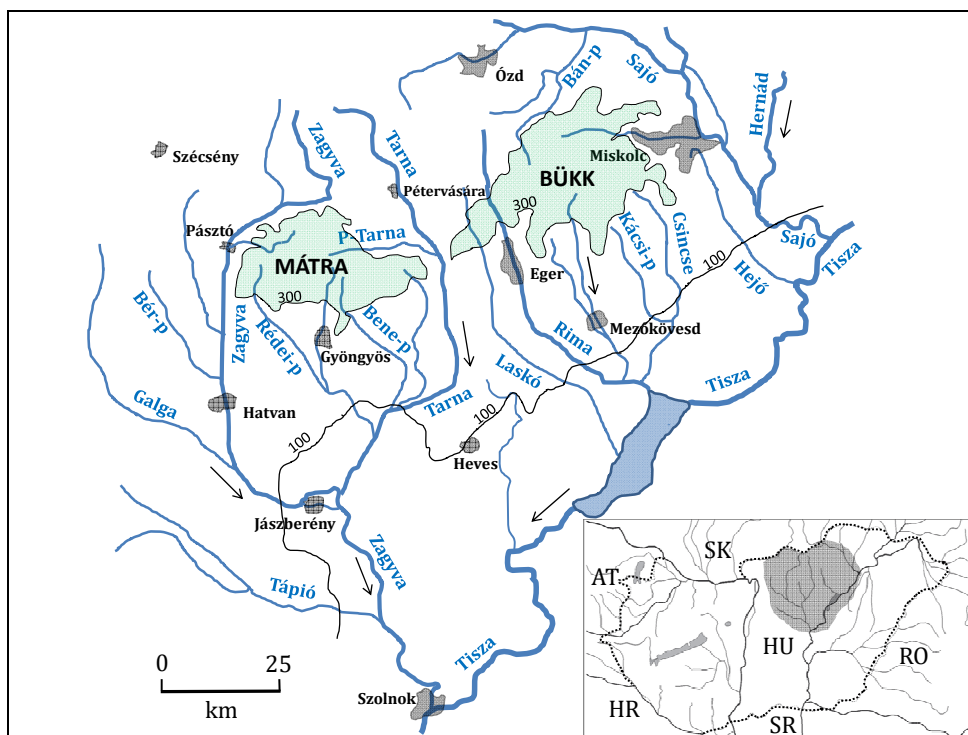 Ózd
Bán-p
Sajó
Hernád
Zagyva
Tarna
Szécsény
Miskolc
BÜKK
Pétervására
300
Pásztó
P-Tarna
MÁTRA
300
Kácsi-p
Csincse
100
Sajó
Tisza
Hejő
Eger
Bér-p
Zagyva
Rédei-p
Gyöngyös
Bene-p
Rima
Mezőkövesd
Laskó
Tisza
Galga
Hatvan
Tarna
100
100
Heves
Jászberény
Zagyva
Tápió
Tisza
0 25
km
Szolnok
SK
AT
HU
RO
HR
SR